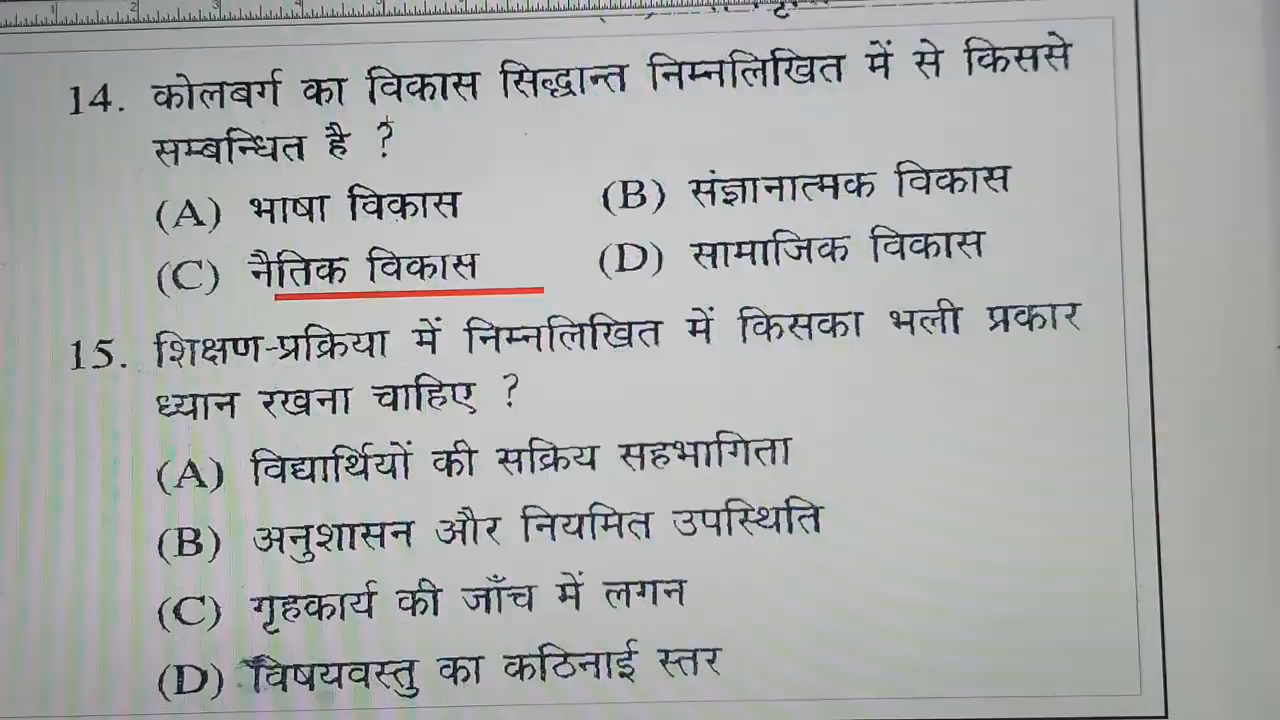 14. कोलबर्ग का विकास सिद्धान्त निम्नलिखित में से किससे
सम्बन्धित है ?
(A) भाषा विकास (B) संज्ञानात्मक विकास
(C) नैतिक विकास (D) सामाजिक विकास
15. शिक्षण-प्रक्रिया में निम्नलिखित में किसका भली प्रकार
ध्यान रखना चाहिए ?
(A) विद्यार्थियों की सक्रिय सहभागिता
(B) अनुशासन और नियमित उपस्थिति
(C) गृहकार्य की जाँच में लगन
(D) विषयवस्तु का कठिनाई स्तर